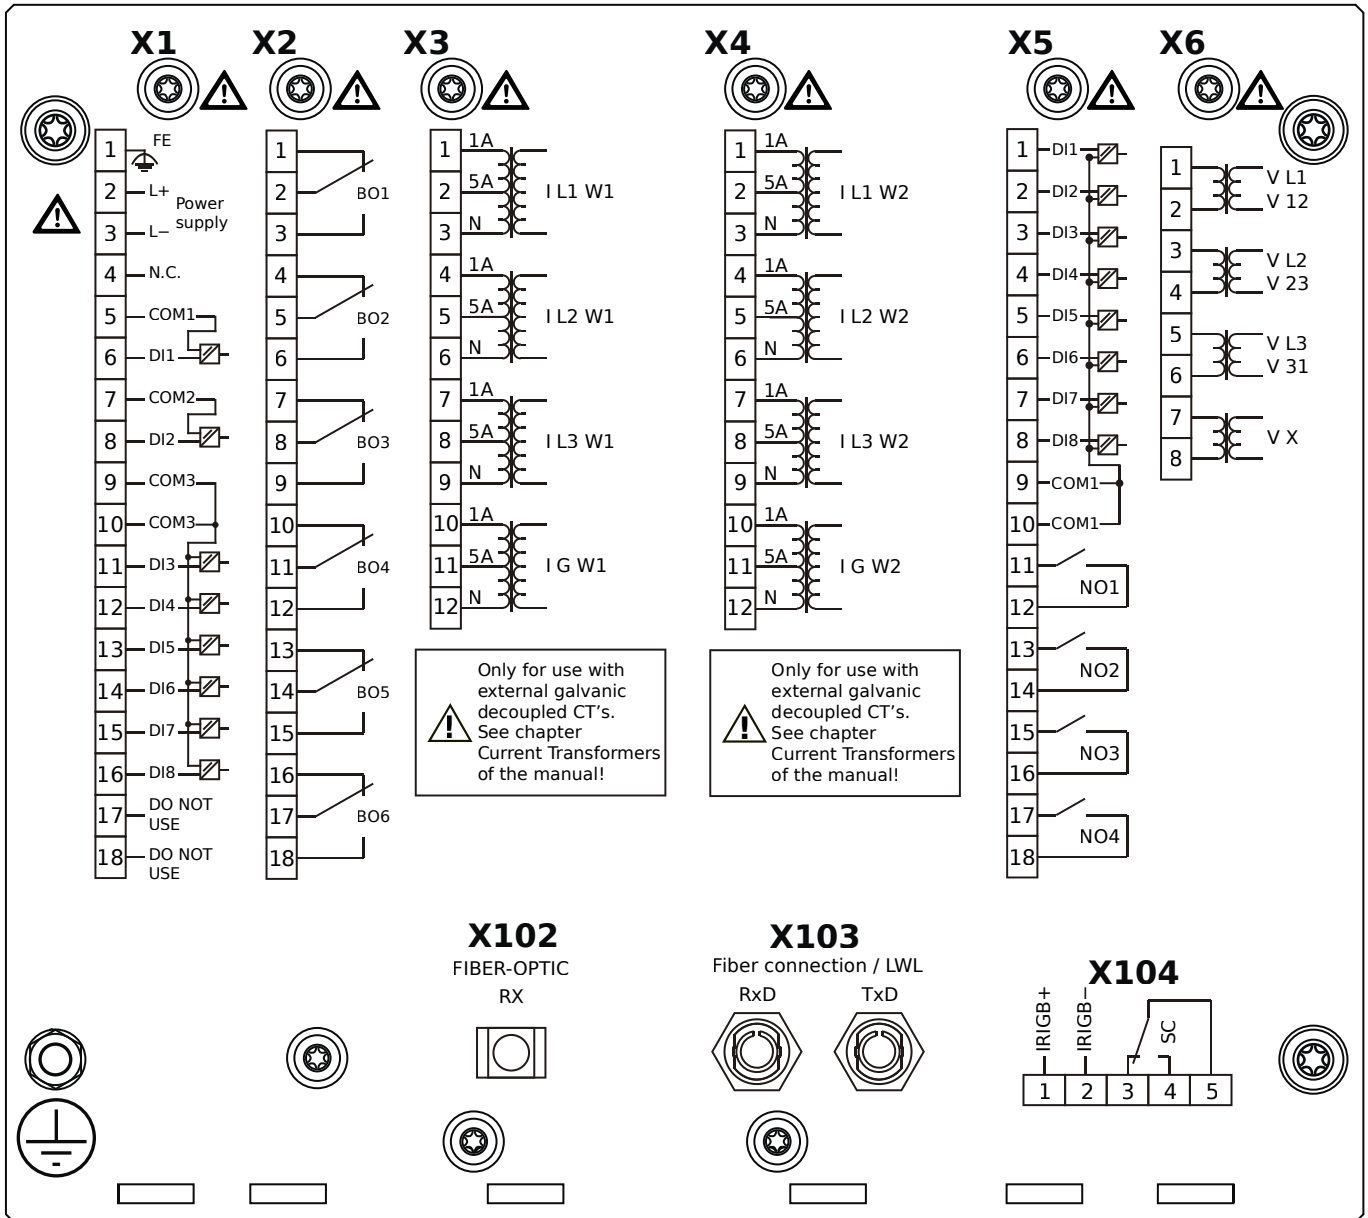 X1
X2
X3
X4
X5
X6
1 FE
2 L+
Power
supply
3 L−
4 N.C.
5 COM1
6 DI1
7 COM2
8 DI2
9 COM3
10 COM3
11 DI3
12 DI4
13 DI5
14 DI6
15 DI7
16 DI8
17 DO NOT
USE
18 DO NOT
USE
1
2 BO1
3
4
5 BO2
6
7
8 BO3
9
10
11 BO4
12
13
14 BO5
15
16
17 BO6
18
1 1A
2 5A I L1 W1
3 N
4 1A
5 5A I L2 W1
6 N
7 1A
8 5A I L3 W1
9 N
10 1A
11 5A I G W1
12 N
Only for use with
external galvanic
decoupled CT's.
See chapter
Current Transformers
of the manual!
1 1A
2 5A I L1 W2
3 N
4 1A
5 5A I L2 W2
6 N
7 1A
8 5A I L3 W2
9 N
10 1A
11 5A I G W2
12 N
Only for use with
external galvanic
decoupled CT's.
See chapter
Current Transformers
of the manual!
1 DI1
2 DI2
3 DI3
4 DI4
5 DI5
6 DI6
7 DI7
8 DI8
9 COM1
10 COM1
11
NO1
12
13
NO2
14
15
NO3
16
17
NO4
18
1 V L1
2 V 12
3 V L2
4 V 23
5 V L3
6 V 31
7
V X
8
X102
FIBER-OPTIC
RX
X103
Fiber connection / LWL
RxD TxD
X104
IRIGB+
IRIGB−
SC
1 2 3 4 5